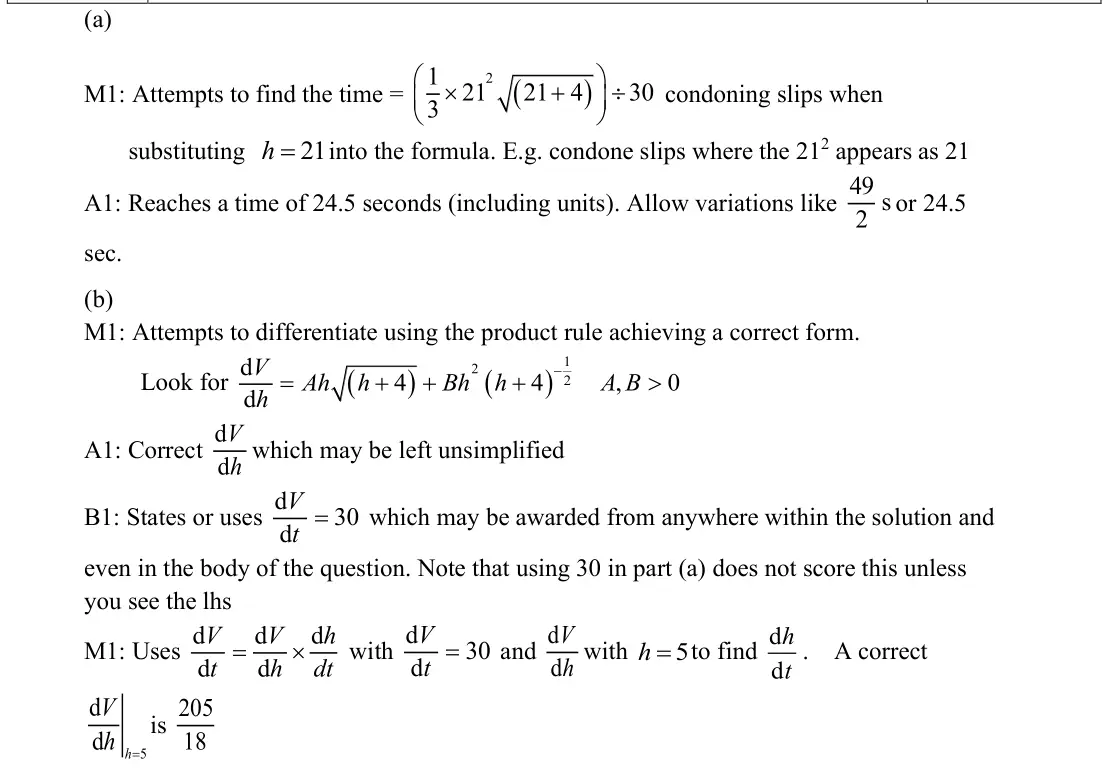 (a)
M1: Attempts to find the time = (1/3 × 21² √(21 + 4)) ÷ 30 condoning slips when
substituting h = 21 into the formula. E.g. condone slips where the 21² appears as 21
A1: Reaches a time of 24.5 seconds (including units). Allow variations like 49/2 s or 24.5
sec.
(b)
M1: Attempts to differentiate using the product rule achieving a correct form.
Look for dV/dh = Ah√(h + 4) + Bh² (h + 4)^(-1/2) A, B > 0
A1: Correct dV/dh which may be left unsimplified
B1: States or uses dV/dt = 30 which may be awarded from anywhere within the solution and
even in the body of the question. Note that using 30 in part (a) does not score this unless
you see the lhs
M1: Uses dV/dt = dV/dh × dh/dt with dV/dt = 30 and dV/dh with h = 5 to find dh/dt. A correct
dV/dh|h=5 is 205/18